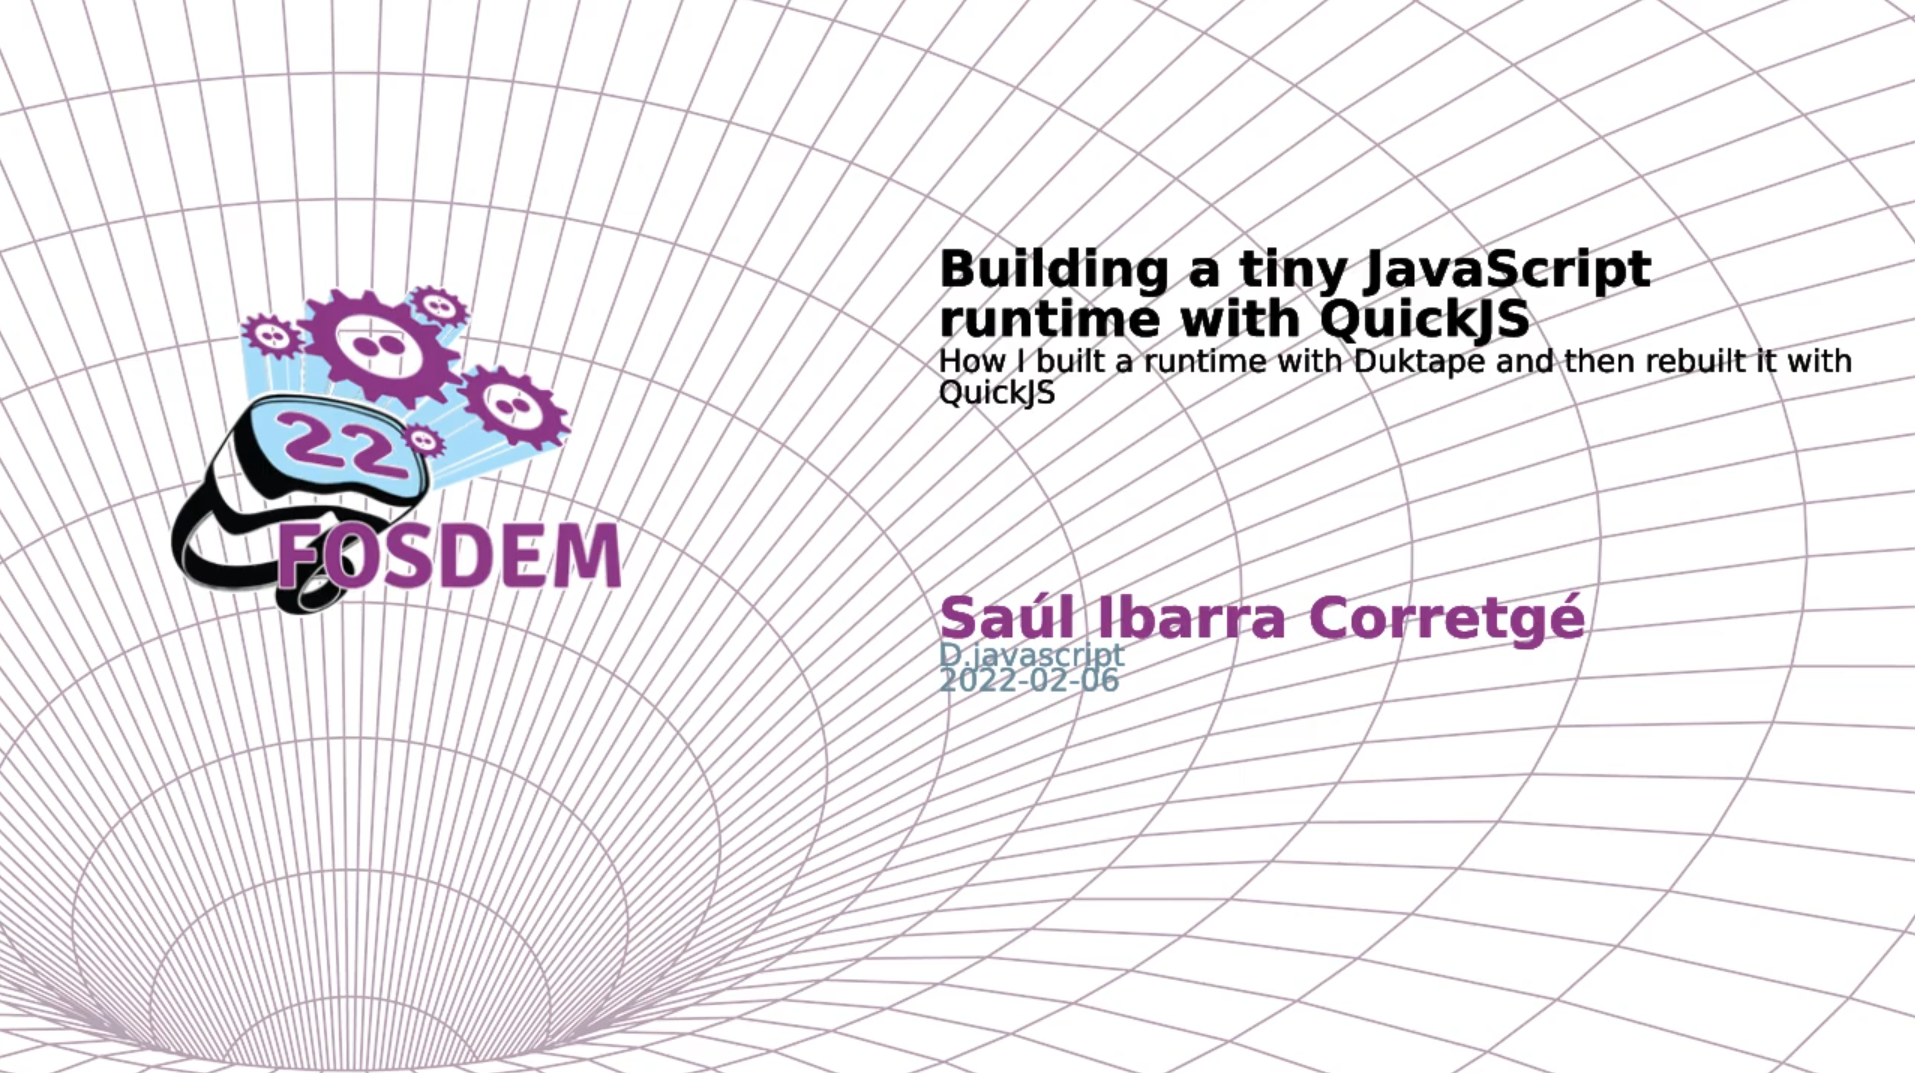 22
FOSDEM
Building a tiny JavaScript
runtime with QuickJS
How I built a runtime with Duktape and then rebuilt it with
QuickJS
Saúl Ibarra Corretgé
D.javascript
2022-02-06